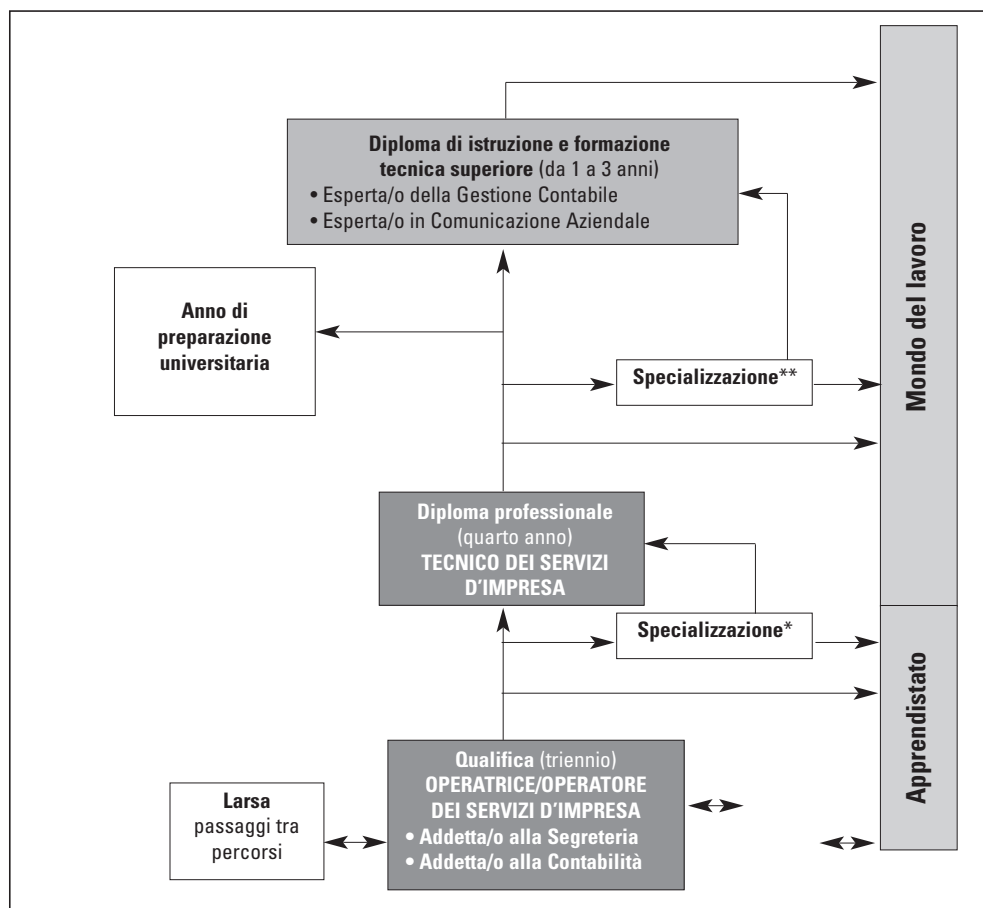 Diploma di istruzione e formazione
tecnica superiore (da 1 a 3 anni)
• Esperta/o della Gestione Contabile
• Esperta/o in Comunicazione Aziendale
Anno di
preparazione
universitaria
Specializzazione**
Mondo del lavoro
Diploma professionale
(quarto anno)
TECNICO DEI SERVIZI
D'IMPRESA
Specializzazione*
Apprendistato
Qualifica (triennio)
OPERATRICE/OPERATORE
DEI SERVIZI D'IMPRESA
• Addetta/o alla Segreteria
• Addetta/o alla Contabilità
Larsa
passaggi tra
percorsi